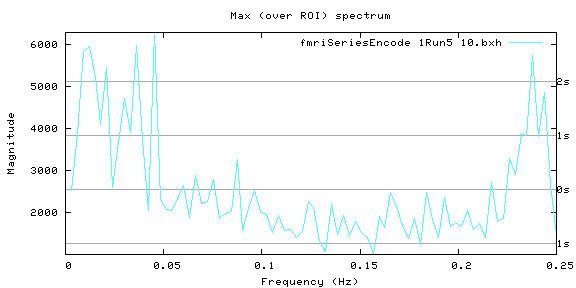 Max (over ROI) spectrum
fmriSeriesEncode 1Run5 10.bxh
6000
5000
4000
3000
2000
Magnitude
2s
1s
0s
1s
0 0.05 0.1 0.15 0.2 0.25
Frequency (Hz)